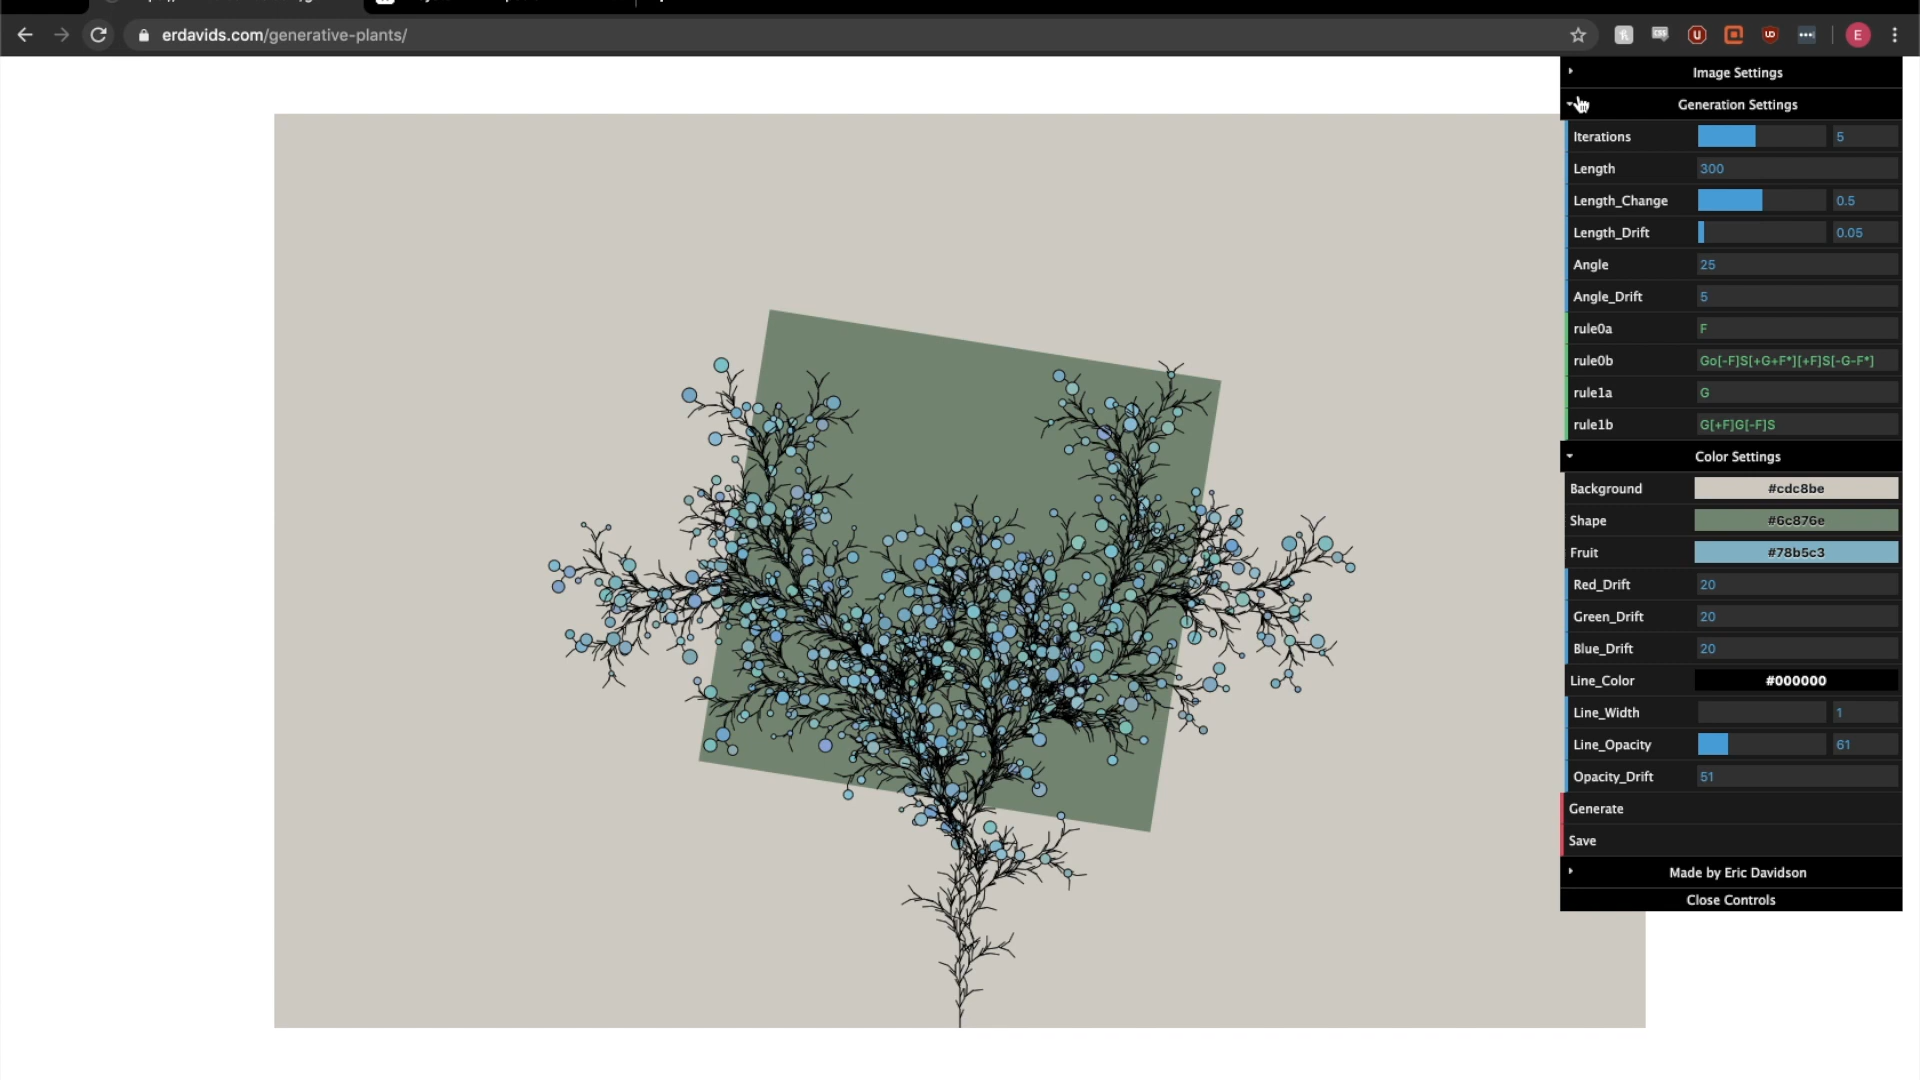 erdavids.com/generative-plants/
E
Image Settings
Generation Settings
Iterations 5
Length 300
Length_Change 0.5
Length_Drift 0.05
Angle 25
Angle_Drift 5
rule0a F
rule0b Go[-F]S[+G+F*][+F]S[-G-F*]
rule1a G
rule1b G[+F]G[-F]S
Color Settings
Background #cdc8be
Shape #6c876e
Fruit #78b5c3
Red_Drift 20
Green_Drift 20
Blue_Drift 20
Line_Color #000000
Line_Width 1
Line_Opacity 61
Opacity_Drift 51
Generate
Save
Made by Eric Davidson
Close Controls